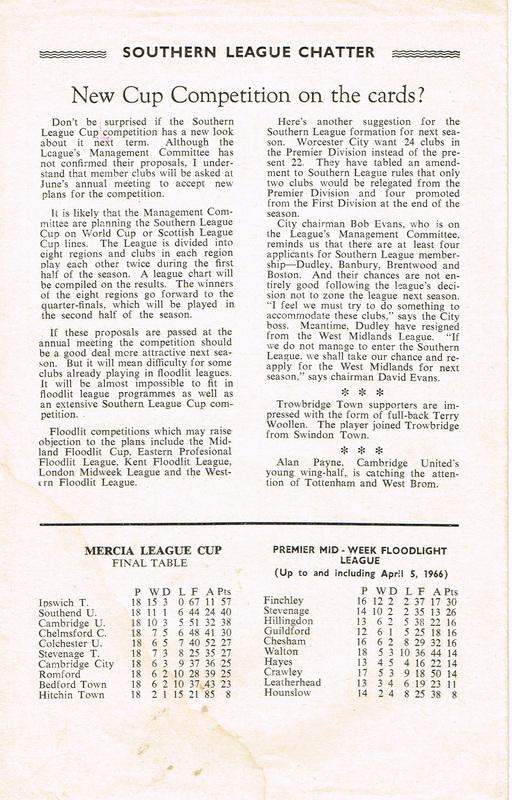 SOUTHERN LEAGUE CHATTER
New Cup Competition on the cards?
Don't be surprised if the Southern
League Cup competition has a new look
about it next term. Although the
League's Management Committee has
not confirmed their proposals, I under-
stand that member clubs will be asked at
June's annual meeting to accept new
plans for the competition.
It is likely that the Management Com-
mittee are planning the Southern League
Cup on World Cup or Scottish League
Cup lines. The League is divided into
eight regions and clubs in each region
play each other twice during the first
half of the season. A league chart will
be compiled on the results. The winners
of the eight regions go forward to the
quarter-finals, which will be played in
the second half of the season.
If these proposals are passed at the
annual meeting the competition should
be a good deal more attractive next sea-
son. But it will mean difficulty for some
clubs already playing in floodlit leagues.
It will be almost impossible to fit in
floodlit league programmes as well as
an extensive Southern League Cup com-
petition.
Floodlit competitions which may raise
objection to the plans include the Mid-
land Floodlit Cup, Eastern Profesional
Floodlit League, Kent Floodlit League,
London Midweek League and the West-
ern Floodlit League.
Here's another suggestion for the
Southern League formation for next sea-
son. Worcester City want 24 clubs in
the Premier Division instead of the pre-
sent 22. They have tabled an amend-
ment to Southern League rules that only
two clubs would be relegated from the
Premier Division and four promoted
from the First Division at the end of the
season.
City chairman Bob Evans, who is on
the League's Management Committee,
reminds us that there are at least four
applicants for Southern League member-
ship—Dudley, Banbury, Brentwood and
Boston. And their chances are not en-
tirely good following the league's deci-
sion not to zone the league next season.
"I feel we must try to do something to
accommodate these clubs," says the City
boss. Meantime, Dudley have resigned
from the West Midlands League. "If
we do not manage to enter the Southern
League, we shall take our chance and re-
apply for the West Midlands for next
season," says chairman David Evans.
* * *
Trowbridge Town supporters are im-
pressed with the form of full-back Terry
Woollen. The player joined Trowbridge
from Swindon Town.
* * *
Alan Payne, Cambridge United's
young wing-half, is catching the atten-
tion of Tottenham and West Brom.
MERCIA LEAGUE CUP
FINAL TABLE
P W D L F A Pts
Ipswich T. 18 15 3 0 67 11 57
Southend U. 18 11 1 6 44 24 40
Cambridge U. 18 10 3 5 51 32 38
Chelmsford C. 18 7 5 6 48 41 30
Colchester U. 18 6 5 7 40 52 27
Stevenage T. 18 7 3 8 25 35 27
Cambridge City 18 6 3 9 37 36 25
Romford 18 6 2 10 28 39 25
Bedford Town 18 6 2 10 37 43 23
Hitchin Town 18 2 1 15 21 85 8
PREMIER MID-WEEK FLOODLIGHT
LEAGUE
(Up to and including April 5, 1966)
P W D L F A Pts
Finchley 16 12 2 2 37 17 30
Stevenage 14 10 2 2 35 13 26
Hillingdon 13 6 2 5 38 22 16
Guildford 12 6 1 5 25 18 16
Chesham 16 6 2 8 29 32 16
Walton 18 5 3 10 36 44 14
Hayes 13 4 5 4 16 22 14
Crawley 17 5 3 9 18 50 14
Leatherhead 13 3 4 6 19 23 11
Hounslow 14 2 4 8 25 38 8